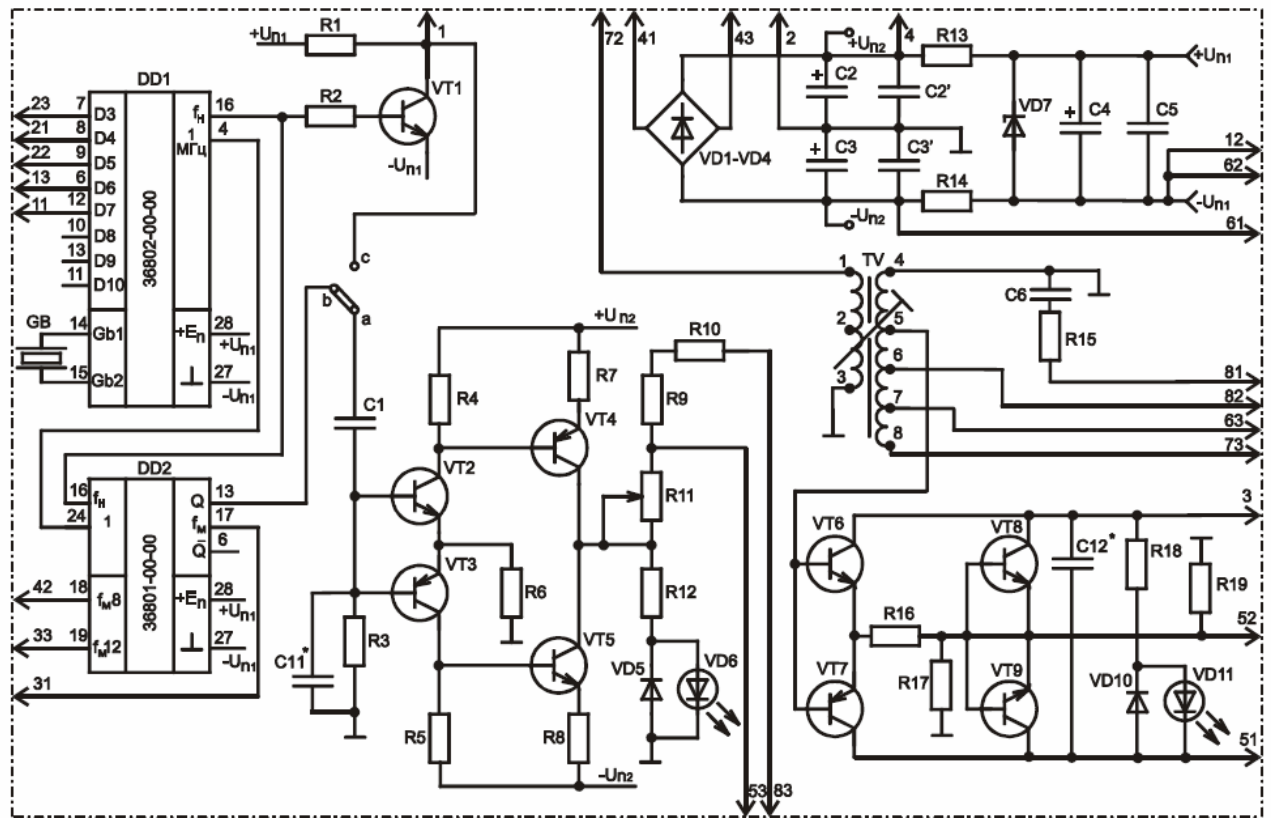 +Uп1
R1
1
72
41
43
2
4
+Uп2
R13
+Uп1
DD1
VT1
C2
C2'
VD7
C4
C5
23
7
D3
fН
16
R2
21
8
D4
1
МГц
4
22
9
D5
13
6
D6
-Uп1
VD1-VD4
C3
C3'
12
62
11
12
D7
R14
10
D8
-Uп2
-Uп1
13
D9
61
11
D10
36802-00-00
c
b
a
1
TV
4
C6
GB
14
Gb1
+Eп
28
+Uп1
+Uп2
R10
2
5
R15
15
Gb2
27
-Uп1
R4
R7
R9
3
6
81
82
C1
VT4
7
63
8
73
DD2
VT2
R11
16
fН
Q
13
24
1
fМ
17
VT6
VT8
3
Q
6
VT3
C12*
R18
42
18
fМ8
+Eп
28
+Uп1
R6
R12
R19
33
19
fМ12
27
-Uп1
36801-00-00
R3
C11*
VT5
R16
52
31
VD5
VD6
VT7
R17
VT9
VD10
VD11
R5
R8
51
-Uп2
53
83